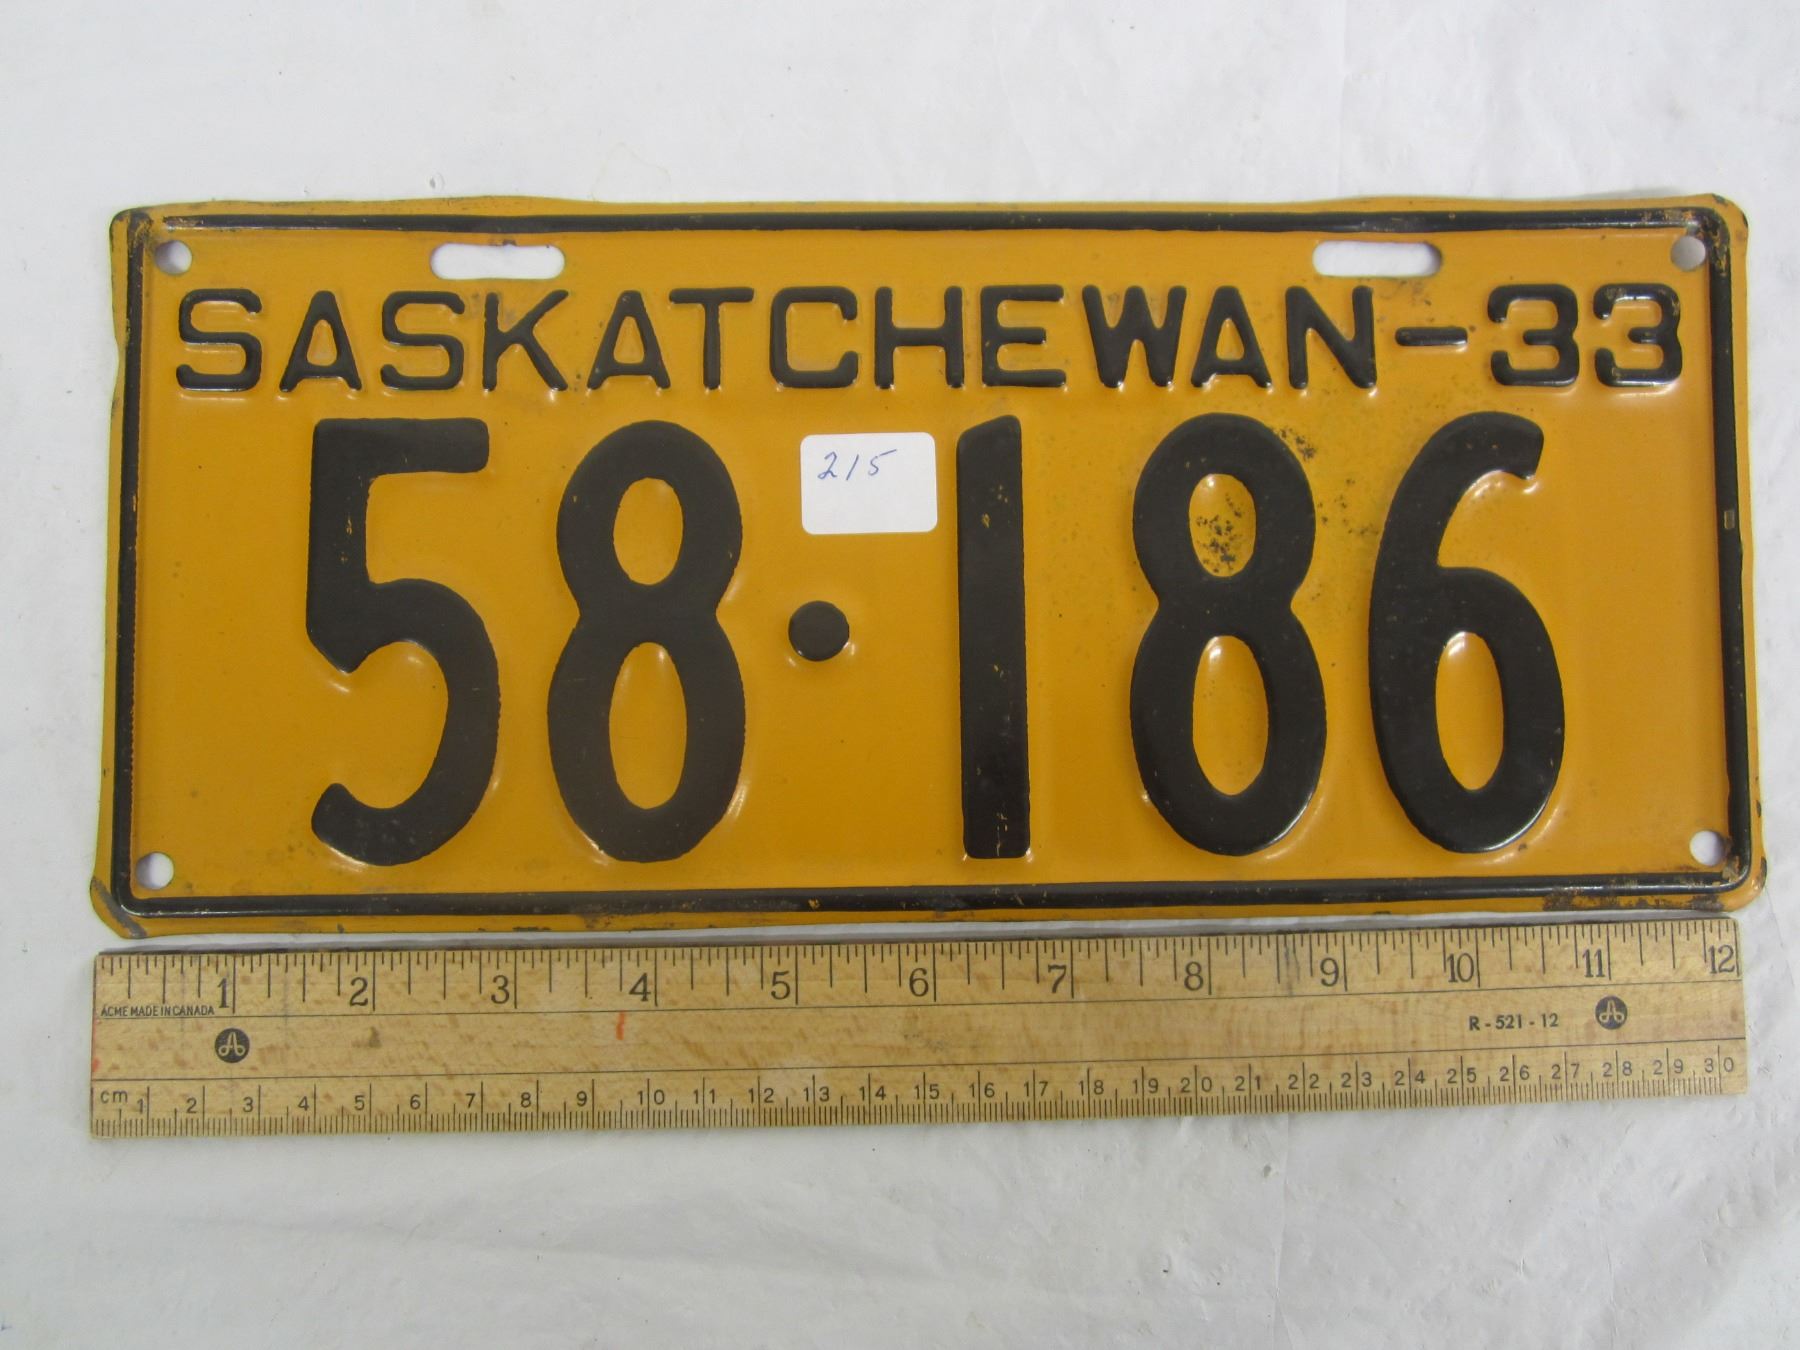 SASKATCHEWAN-33
58·186
215
1 2 3 4 5 6 7 8 9 10 11 12
ACME MADE IN CANADA
R-521-12
cm 1 2 3 4 5 6 7 8 9 10 11 12 13 14 15 16 17 18 19 20 21 22 23 24 25 26 27 28 29 30